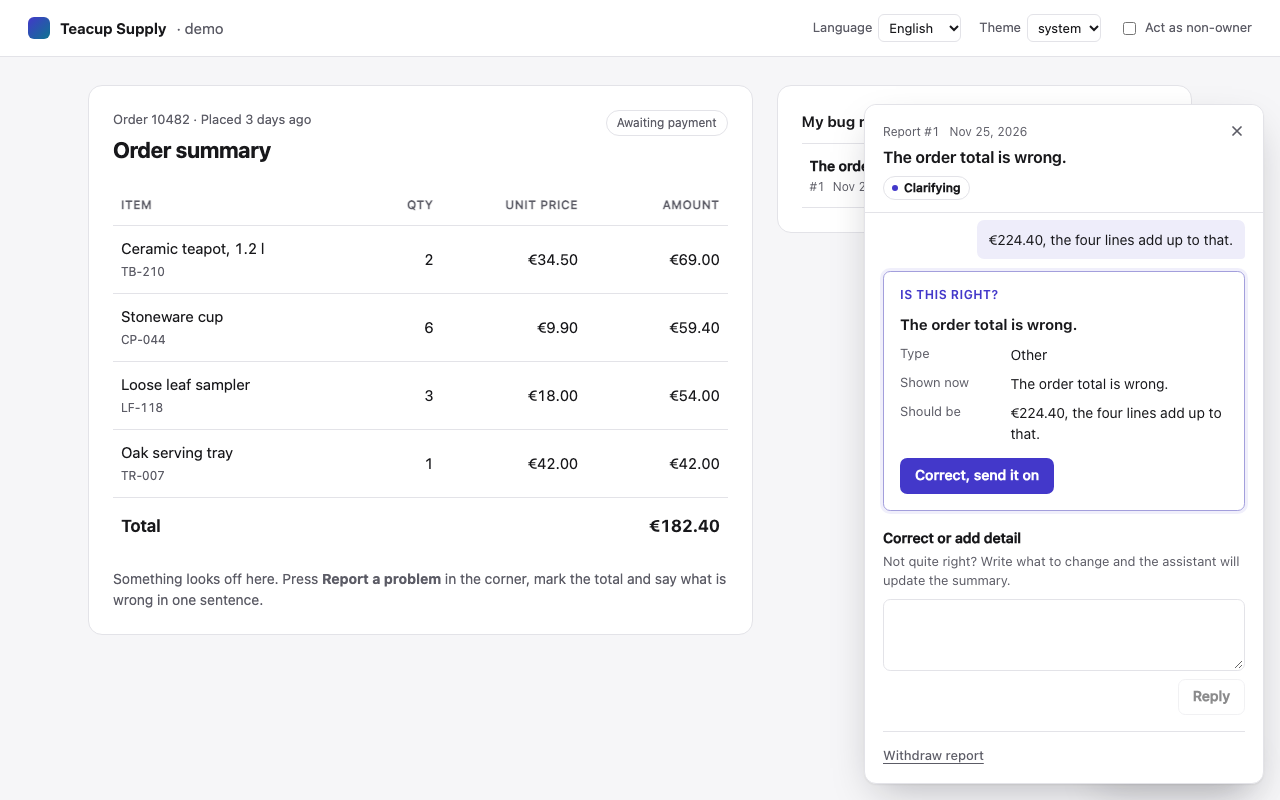 Teacup Supply · demo
Language English Theme system Act as non-owner
Order 10482 · Placed 3 days ago
Awaiting payment
Order summary
ITEM QTY UNIT PRICE AMOUNT
Ceramic teapot, 1.2 l
TB-210
2 €34.50 €69.00
Stoneware cup
CP-044
6 €9.90 €59.40
Loose leaf sampler
LF-118
3 €18.00 €54.00
Oak serving tray
TR-007
1 €42.00 €42.00
Total €182.40
Something looks off here. Press Report a problem in the corner, mark the total and say what is
wrong in one sentence.
My bug
The
#1 Nov
Report #1 Nov 25, 2026
The order total is wrong.
Clarifying
€224.40, the four lines add up to that.
IS THIS RIGHT?
The order total is wrong.
Type Other
Shown now The order total is wrong.
Should be €224.40, the four lines add up to
that.
Correct, send it on
Correct or add detail
Not quite right? Write what to change and the assistant will
update the summary.
Reply
Withdraw report